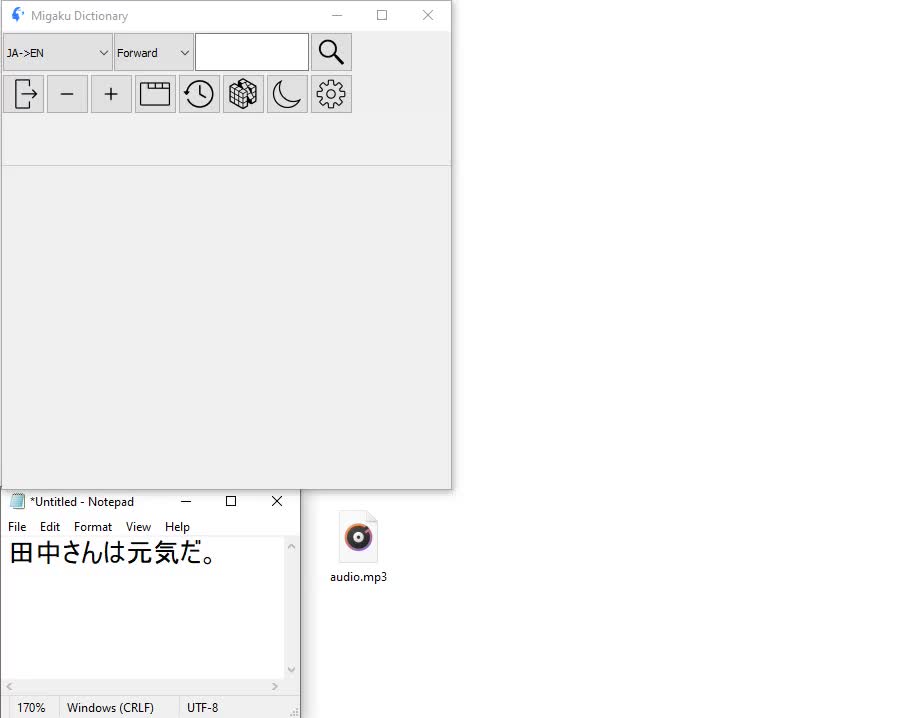 Migaku Dictionary
JA->EN
Forward
*Untitled - Notepad
File Edit Format View Help
田中さんは元気だ。
170% Windows (CRLF) UTF-8
audio.mp3